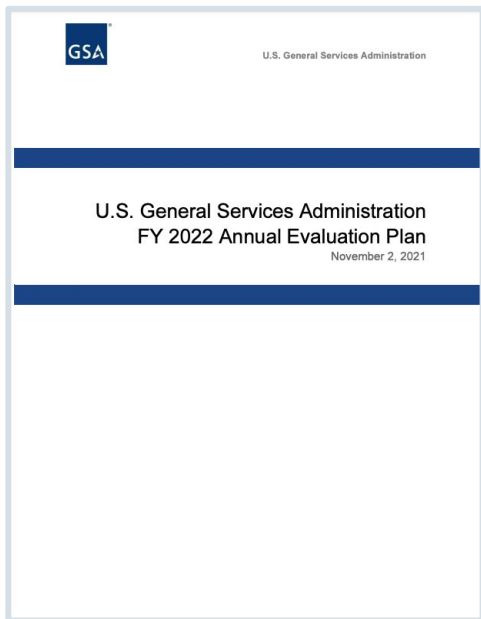 GSA
U.S. General Services Administration
U.S. General Services Administration
FY 2022 Annual Evaluation Plan
November 2, 2021